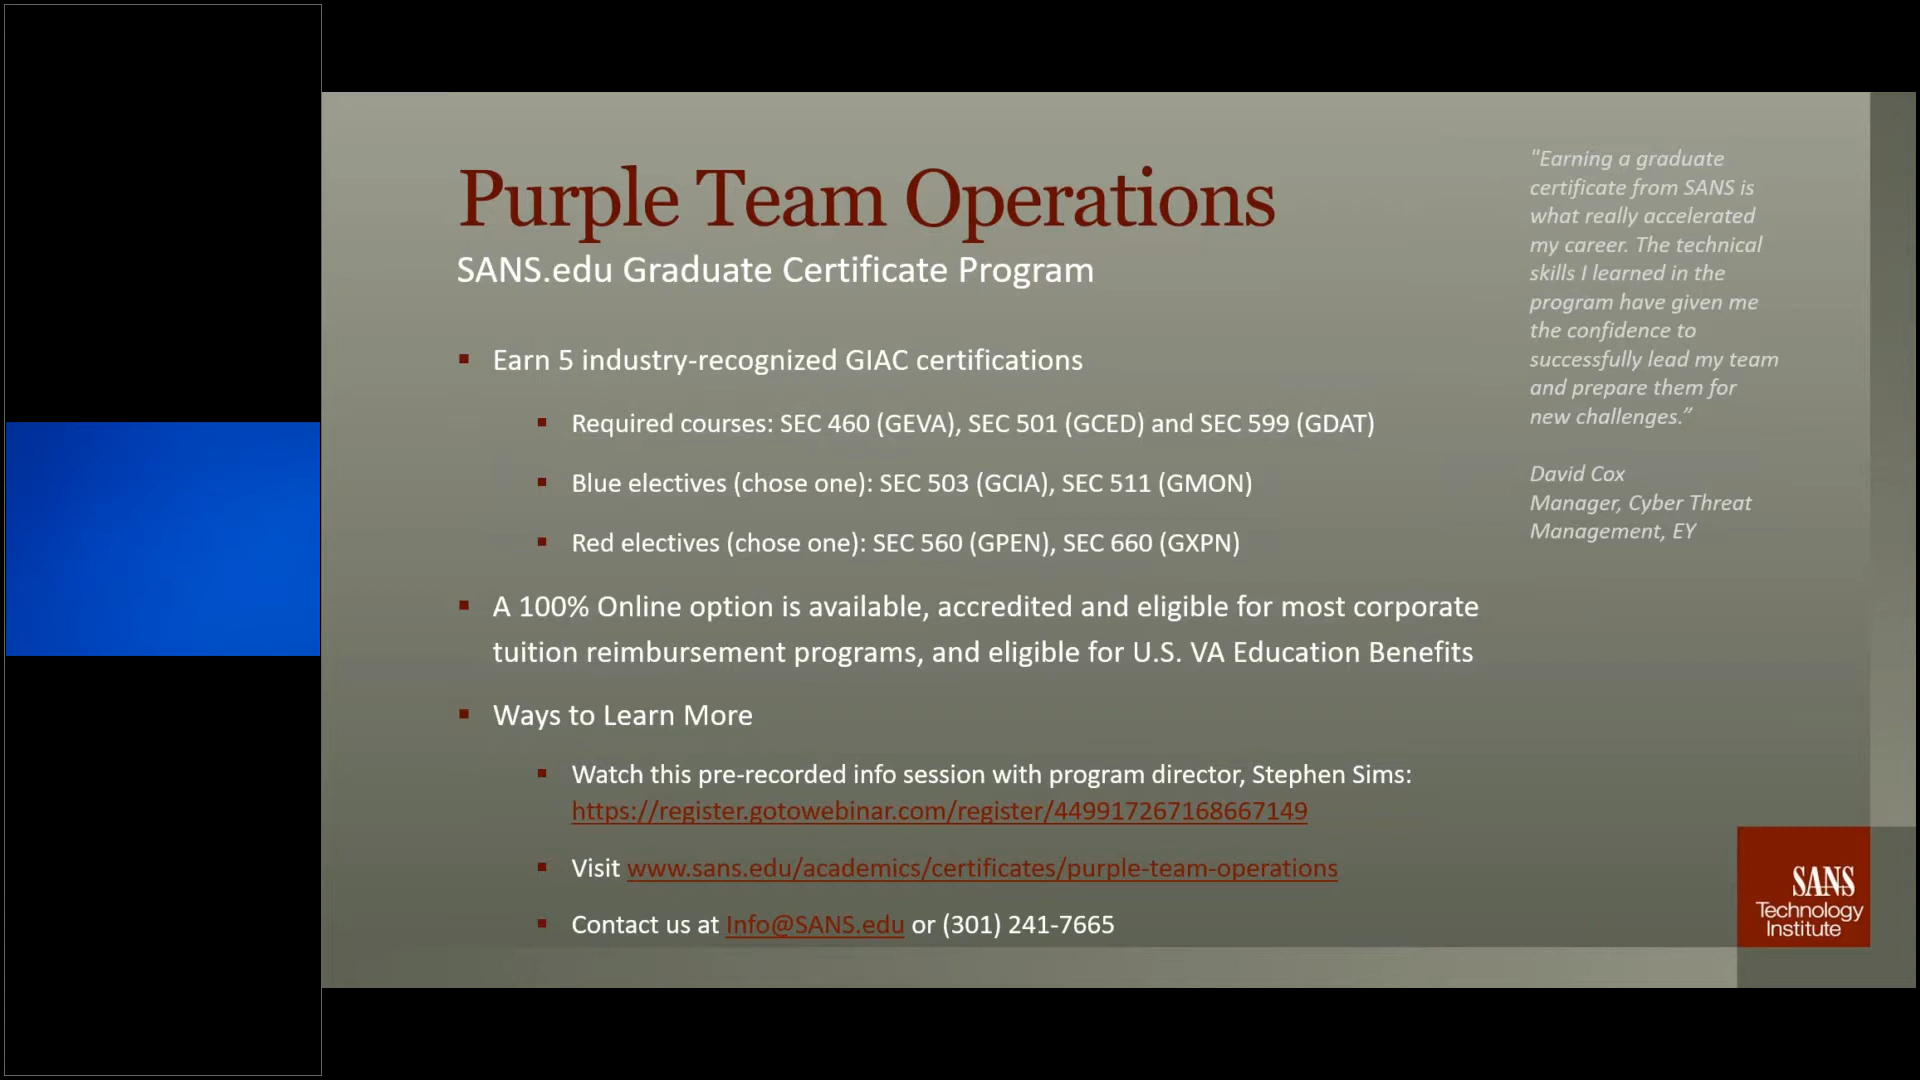 Purple Team Operations
SANS.edu Graduate Certificate Program
Earn 5 industry-recognized GIAC certifications
Required courses: SEC 460 (GEVA), SEC 501 (GCED) and SEC 599 (GDAT)
Blue electives (chose one): SEC 503 (GCIA), SEC 511 (GMON)
Red electives (chose one): SEC 560 (GPEN), SEC 660 (GXPN)
A 100% Online option is available, accredited and eligible for most corporate
tuition reimbursement programs, and eligible for U.S. VA Education Benefits
Ways to Learn More
Watch this pre-recorded info session with program director, Stephen Sims:
https://register.gotowebinar.com/register/449917267168667149
Visit www.sans.edu/academics/certificates/purple-team-operations
Contact us at Info@SANS.edu or (301) 241-7665
"Earning a graduate
certificate from SANS is
what really accelerated
my career. The technical
skills I learned in the
program have given me
the confidence to
successfully lead my team
and prepare them for
new challenges.”
David Cox
Manager, Cyber Threat
Management, EY
SANS
Technology
Institute